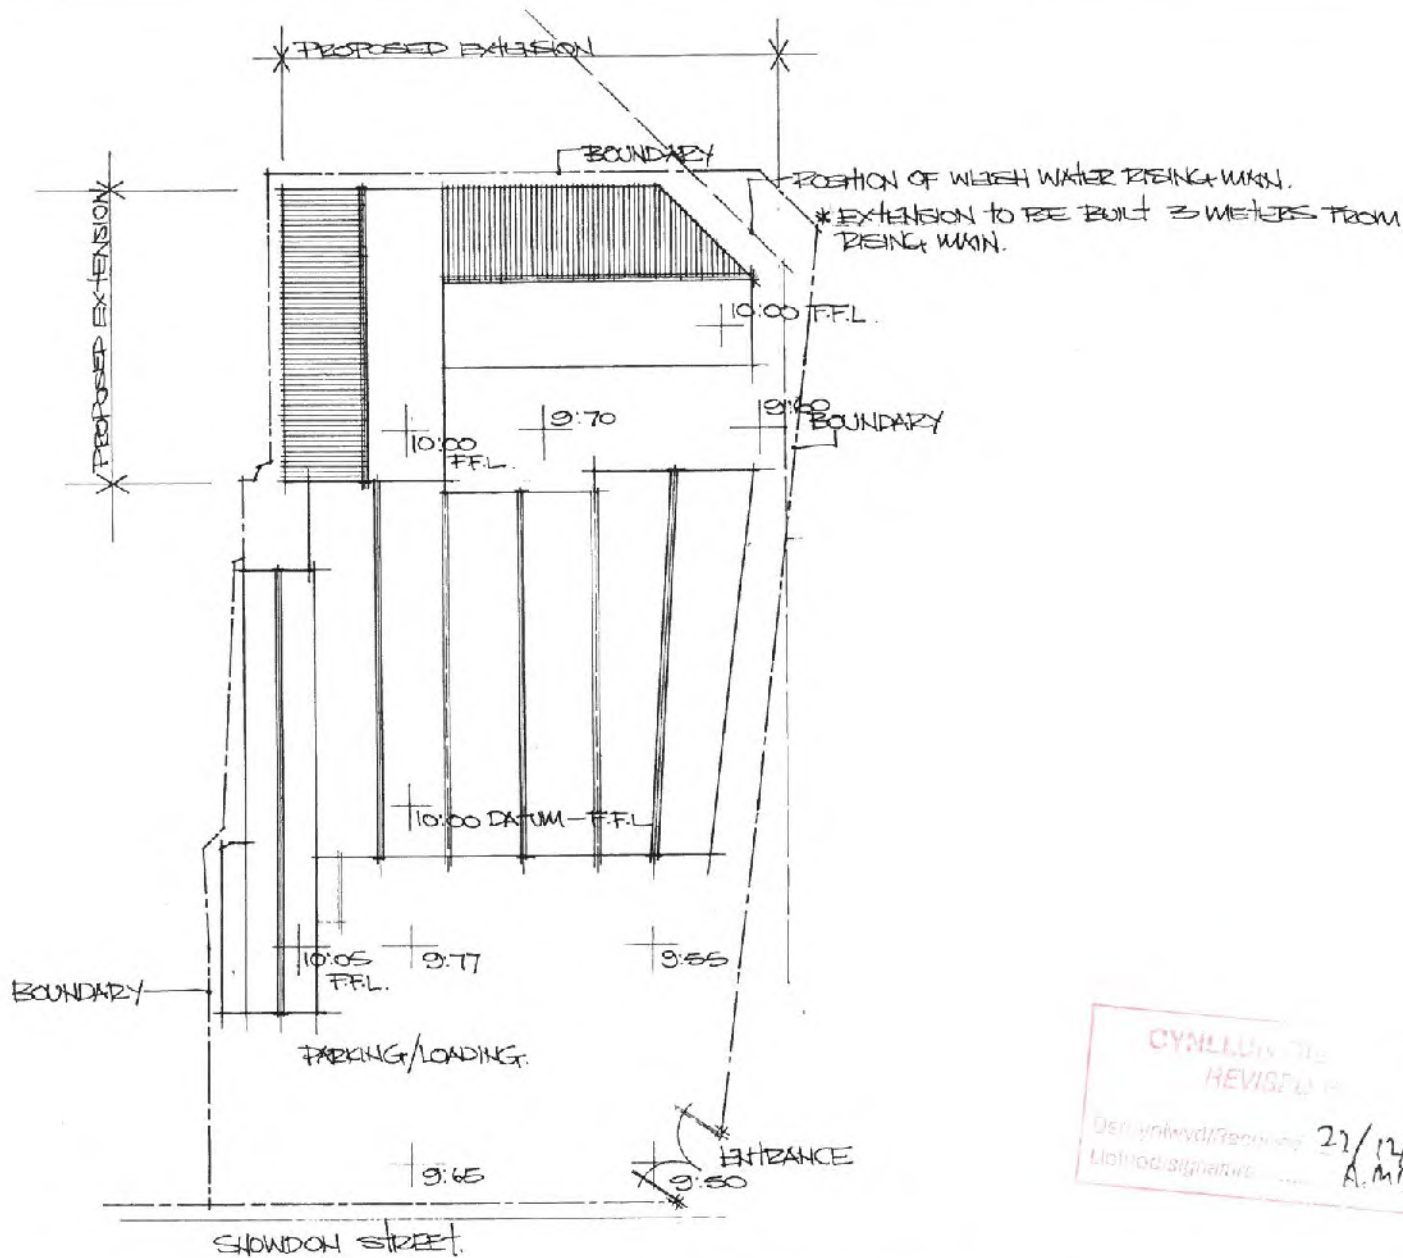 PROPOSED EXTENSION
BOUNDARY
POSITION OF WELSH WATER RISING MAIN.
* EXTENSION TO BE BUILT 3 METERS FROM
RISING MAIN.
PROPOSED EXTENSION
10:00 F.F.L.
10:00
F.F.L.
9:70
9:60
BOUNDARY
10:00 DATUM - F.F.L
10:05
F.F.L.
9:77
9:55
BOUNDARY
PARKING/LOADING.
CYNLLUN
REVISED
ENTRANCE
9:65
9:50
A.
SNOWDON STREET.